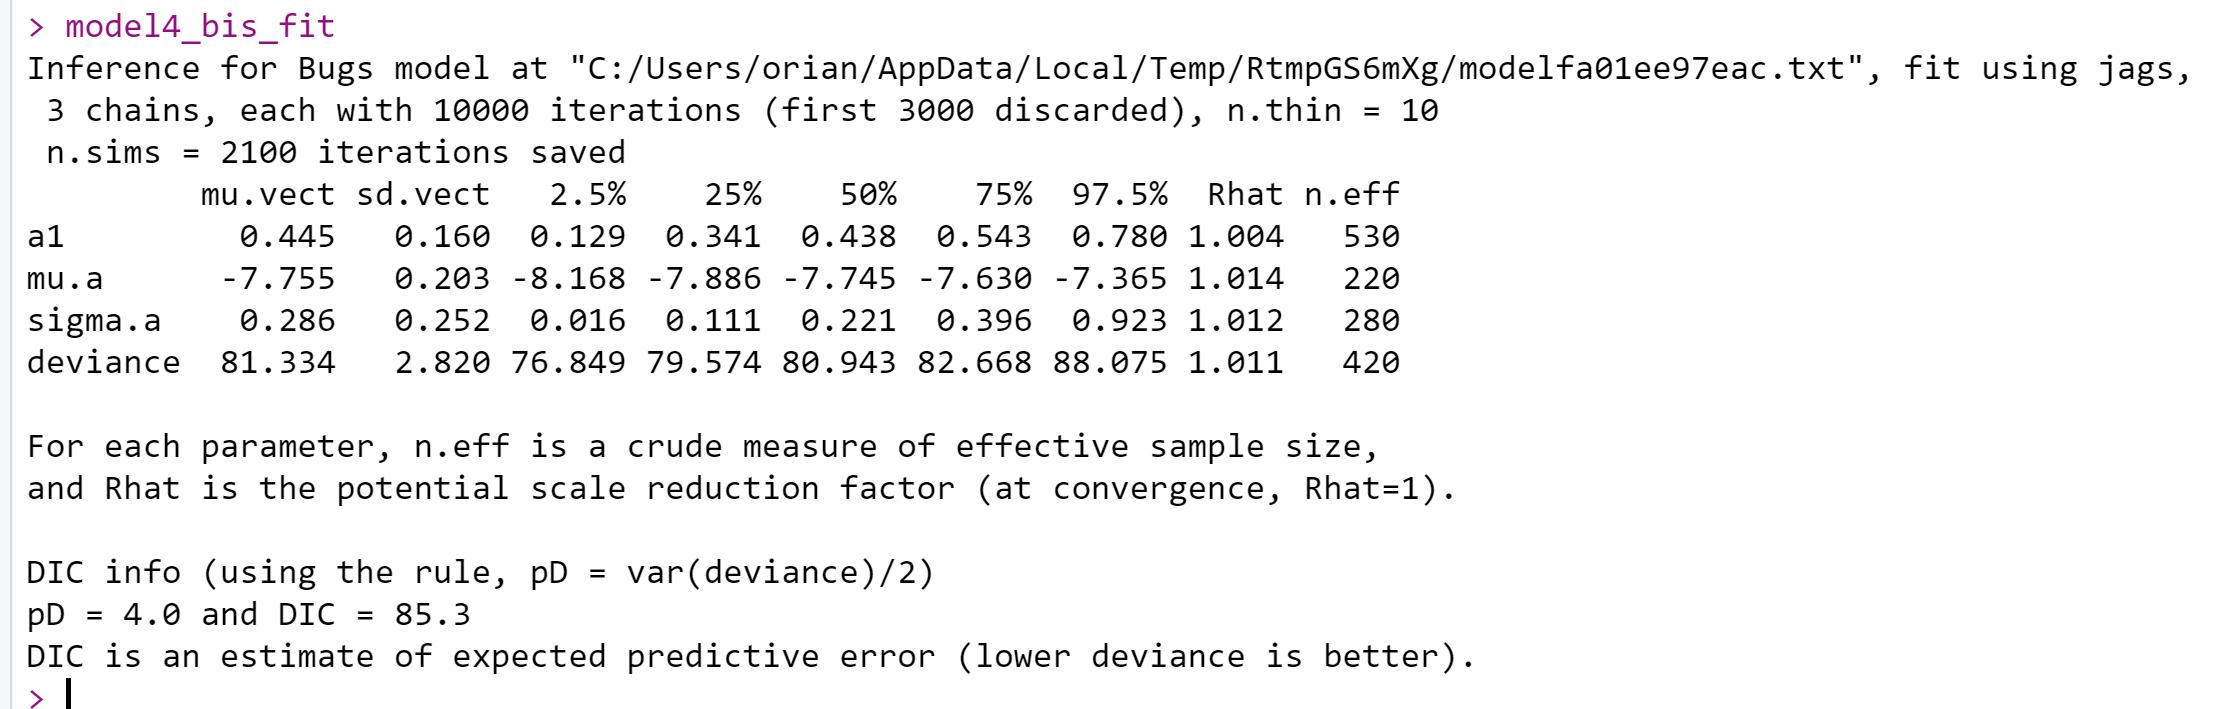 > model4_bis_fit
Inference for Bugs model at "C:/Users/orian/AppData/Local/Temp/RtmpGS6mXg/modelfa01ee97eac.txt", fit using jags,
 3 chains, each with 10000 iterations (first 3000 discarded), n.thin = 10
 n.sims = 2100 iterations saved
         mu.vect sd.vect   2.5%    25%    50%    75%  97.5%  Rhat n.eff
a1         0.445   0.160  0.129  0.341  0.438  0.543  0.780 1.004   530
mu.a      -7.755   0.203 -8.168 -7.886 -7.745 -7.630 -7.365 1.014   220
sigma.a    0.286   0.252  0.016  0.111  0.221  0.396  0.923 1.012   280
deviance  81.334   2.820 76.849 79.574 80.943 82.668 88.075 1.011   420

For each parameter, n.eff is a crude measure of effective sample size,
and Rhat is the potential scale reduction factor (at convergence, Rhat=1).

DIC info (using the rule, pD = var(deviance)/2)
pD = 4.0 and DIC = 85.3
DIC is an estimate of expected predictive error (lower deviance is better).
>